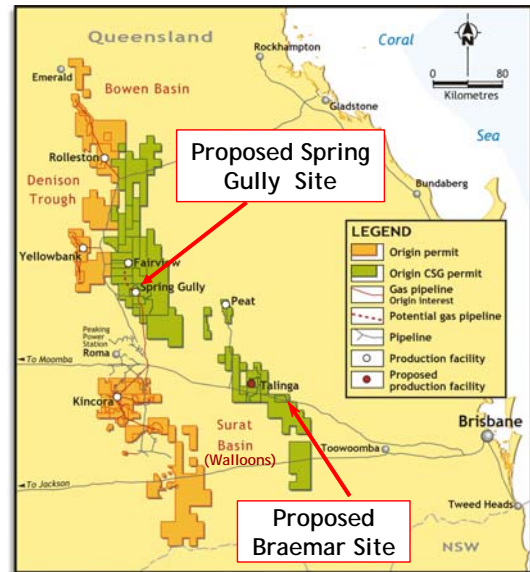 Queensland
Coral
Rockhampton
Emerald
Bowen Basin
0 80
Kilometres
Gladstone
Sea
Rolleston
Proposed Spring
Gully Site
Denison
Trough
Bundaberg
LEGEND
Origin permit
Origin CSG permit
Gas pipeline
Origin interest
Potential gas pipeline
Pipeline
Production facility
Proposed
production facility
Yellowbank
Fairview
Spring Gully
Peat
Peaking
Power
Station
Roma
To Moomba
Talinga
Kincora
Surat
Basin
(Walloons)
Brisbane
Toowoomba
To Jackson
Proposed
Braemar Site
Tweed Heads
NSW